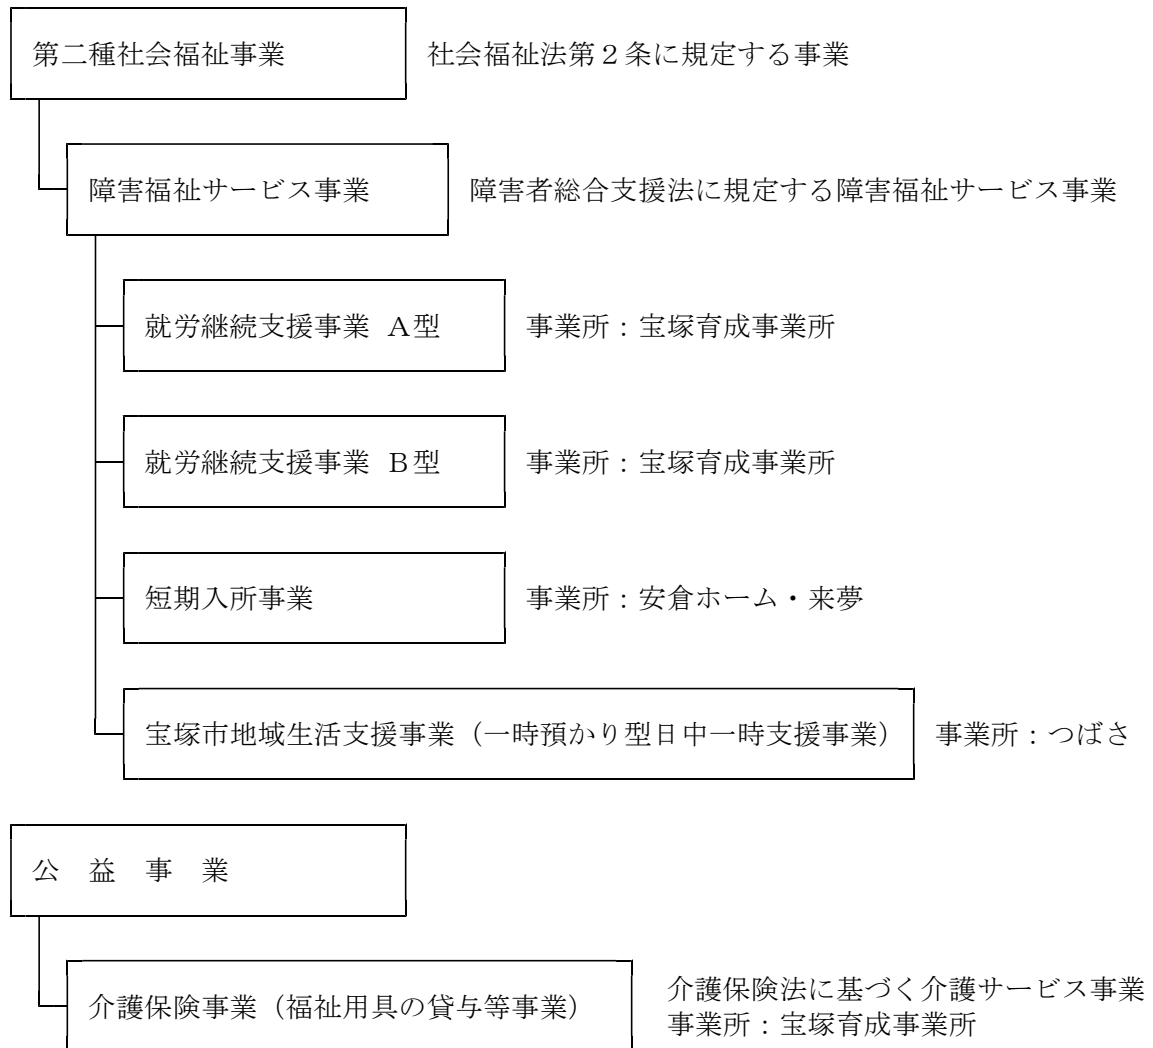 第二種社会福祉事業 社会福祉法第２条に規定する事業
障害福祉サービス事業 障害者総合支援法に規定する障害福祉サービス事業
就労継続支援事業 Ａ型 事業所：宝塚育成事業所
就労継続支援事業 Ｂ型 事業所：宝塚育成事業所
短期入所事業 事業所：安倉ホーム・来夢
宝塚市地域生活支援事業（一時預かり型日中一時支援事業） 事業所：つばさ
公 益 事 業
介護保険事業（福祉用具の貸与等事業） 介護保険法に基づく介護サービス事業
事業所：宝塚育成事業所